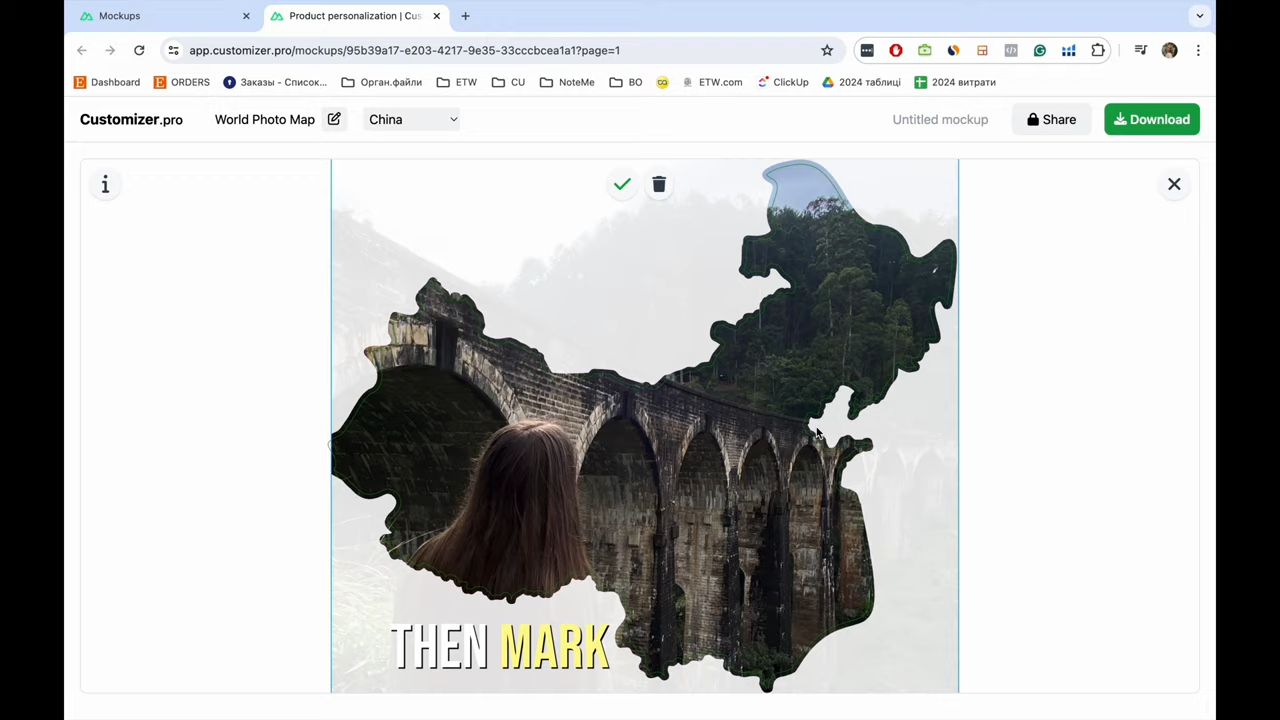 Mockups
Product personalization | Cus
app.customizer.pro/mockups/95b39a17-e203-4217-9e35-33cccbcea1a1?page=1
Dashboard
ORDERS
Заказы - Список...
Орган.файли
ETW
CU
NoteMe
BO
ETW.com
ClickUp
2024 таблиці
2024 витрати
Customizer.pro
World Photo Map
China
Untitled mockup
Share
Download
THEN MARK